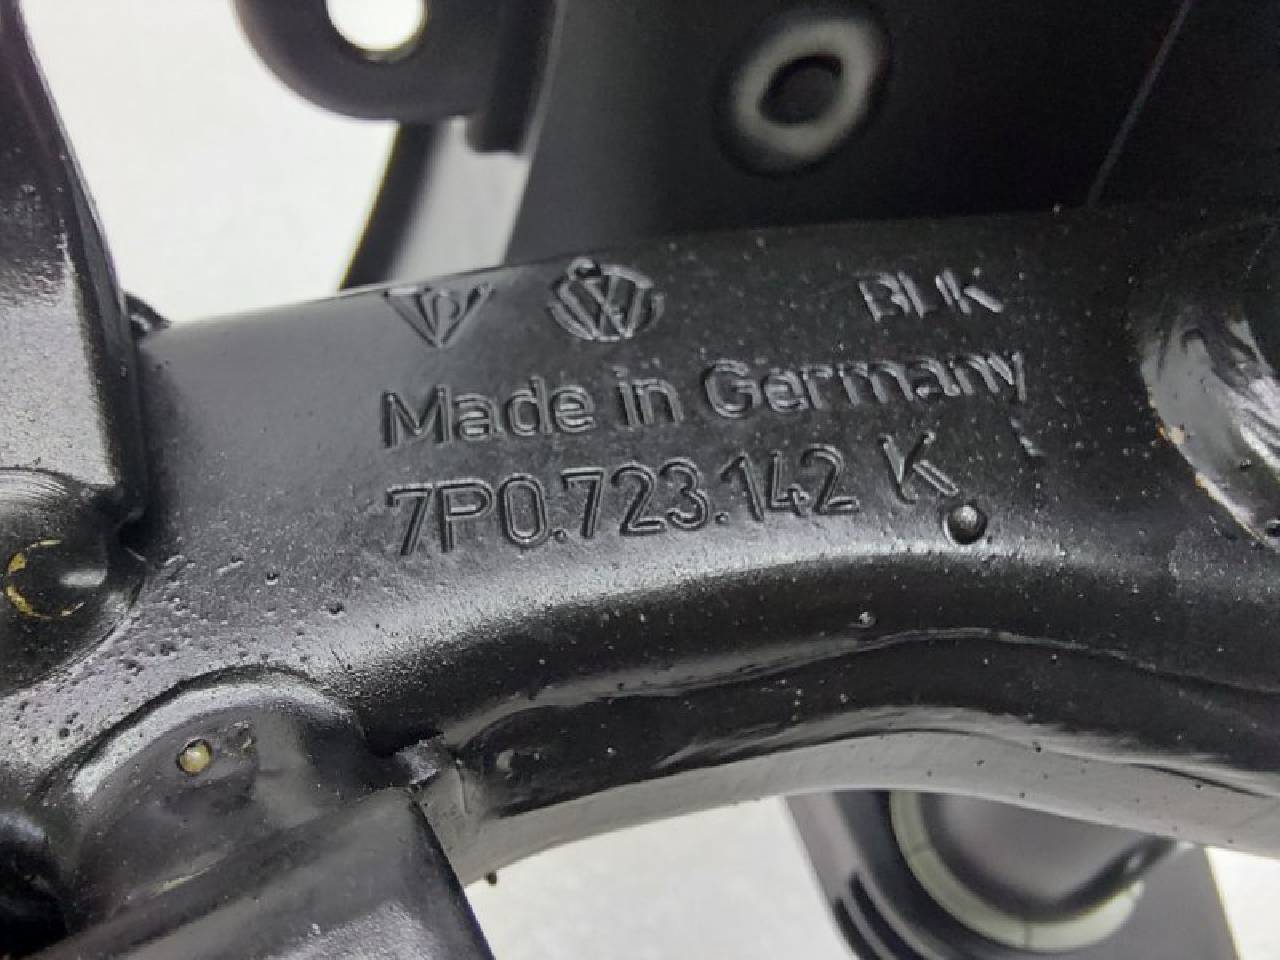 BLK
Made in Germany
7P0.723.142 K